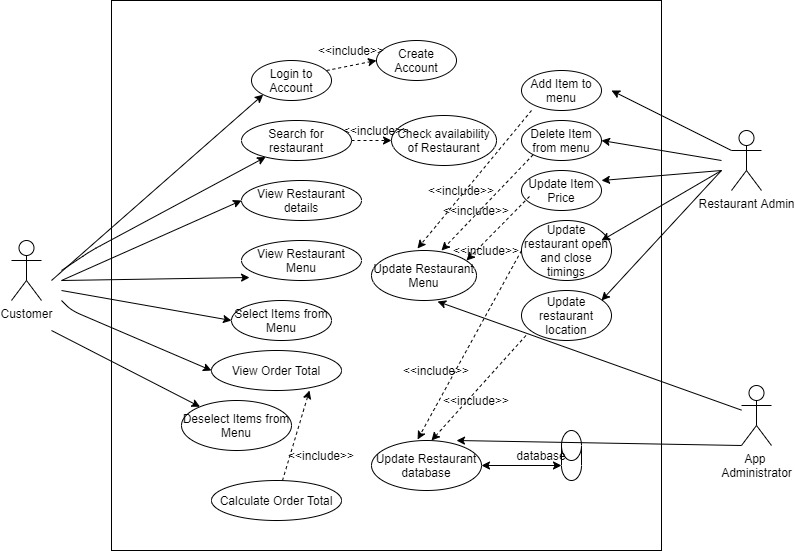 <<include>>
Create
Account
Login to
Account
Add Item to
menu
Search for
restaurant
<<include>>
Check availability
of Restaurant
Delete Item
from menu
View Restaurant
details
<<include>>
Update Item
Price
Restaurant Admin
<<include>>
View Restaurant
Menu
<<include>>
Update
restaurant open
and close
timings
Update Restaurant
Menu
Customer
Select Items from
Menu
Update
restaurant
location
View Order Total
<<include>>
Deselect Items from
Menu
<<include>>
<<include>>
Update Restaurant
database
database
App
Administrator
Calculate Order Total